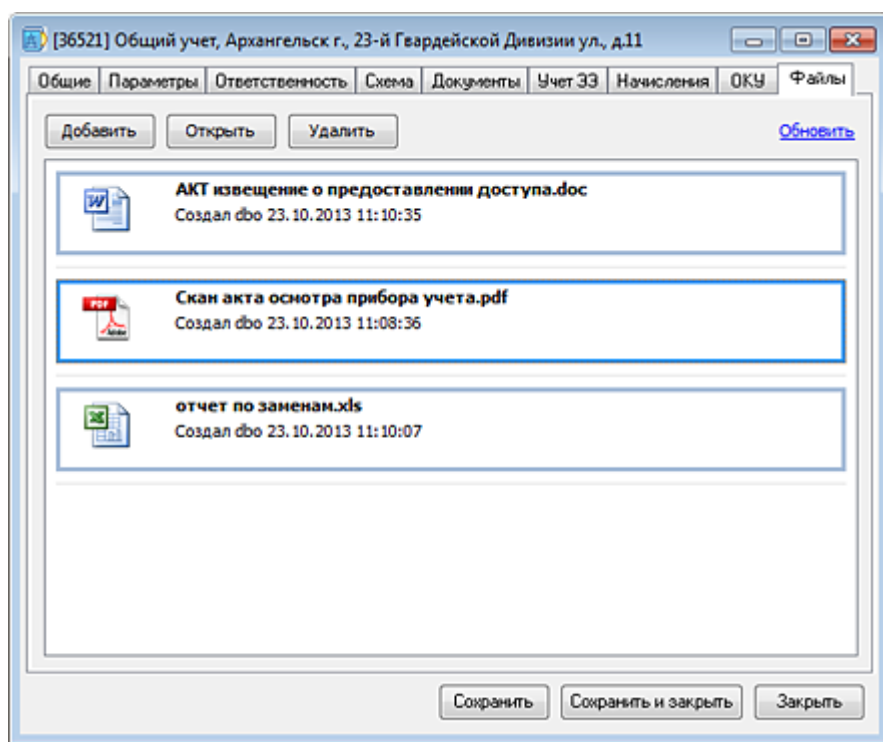 [36521] Общий учет, Архангельск г., 23-й Гвардейской Дивизии ул., д.11
Общие Параметры Ответственность Схема Документы Учет ЭЭ Начисления ОКУ Файлы
Добавить Открыть Удалить Обновить
АКТ извещение о предоставлении доступа.doc
Создал dbo 23.10.2013 11:10:35
Скан акта осмотра прибора учета.pdf
Создал dbo 23.10.2013 11:08:36
отчет по заменам.xls
Создал dbo 23.10.2013 11:10:07
Сохранить Сохранить и закрыть Закрыть